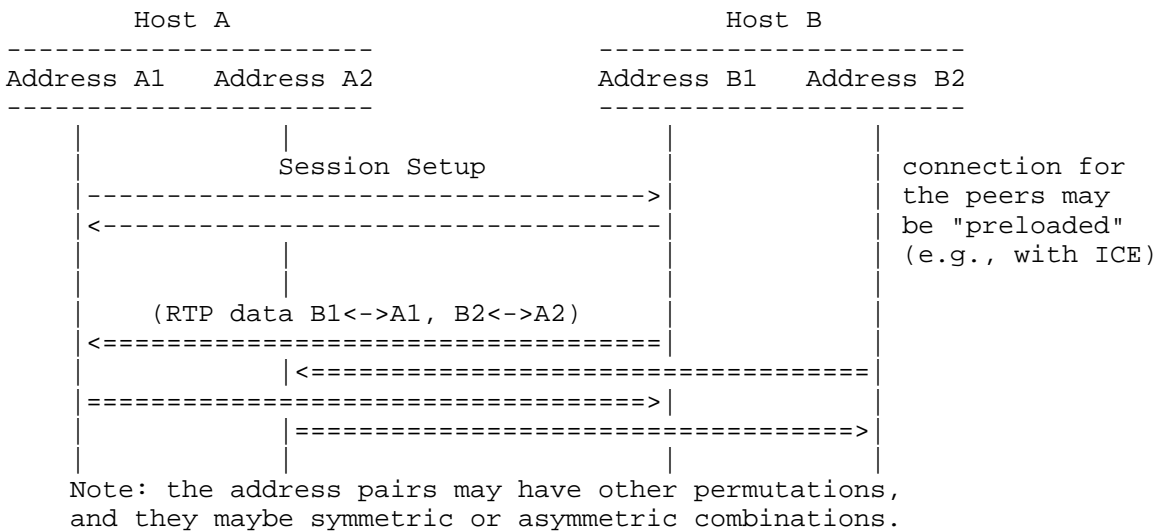 Host A                               Host B
-----------------------              -----------------------
Address A1   Address A2              Address B1   Address B2
-----------------------              -----------------------
|            |                       |            |
|            Session Setup           |            | connection for
|----------------------------------->|            | the peers may
|<-----------------------------------|            | be "preloaded"
|            |                       |            | (e.g., with ICE)
|            |                       |            |
|    (RTP data B1<->A1, B2<->A2)     |            |
|<===================================|            |
|            |<===================================|
|===================================>|            |
|            |===================================>|
|            |                       |            |
Note: the address pairs may have other permutations,
and they maybe symmetric or asymmetric combinations.